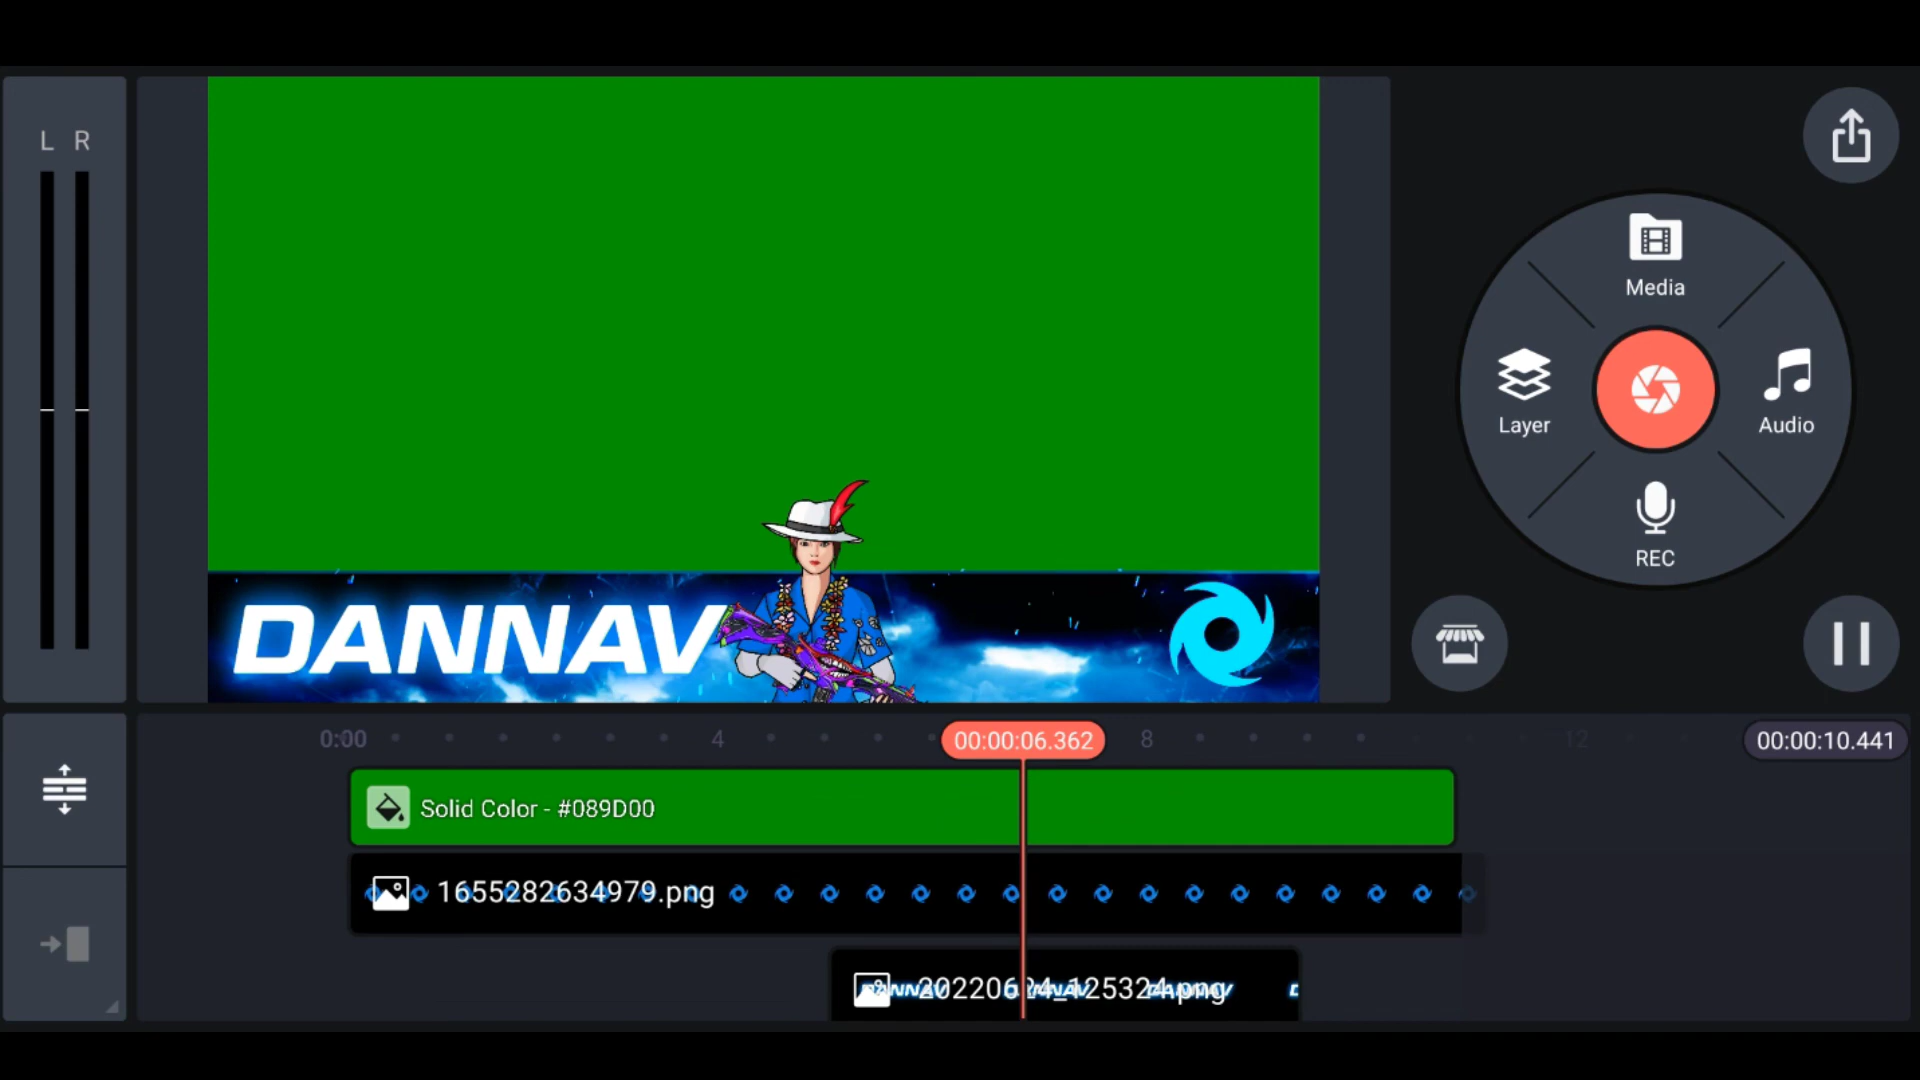 L R
Media
Layer
Audio
REC
DANNAV
0:00
4
00:00:06.362
8
12
00:00:10.441
Solid Color - #089D00
1655282634979.png
20220624_125324.png